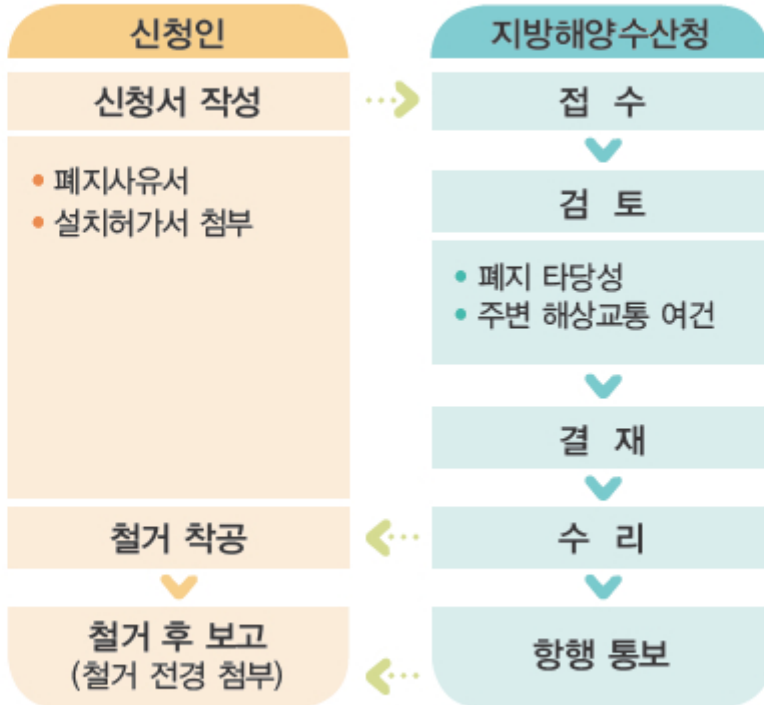 신청인
신청서 작성
• 폐지사유서
• 설치허가서 첨부
철거 착공
철거 후 보고
(철거 전경 첨부)
지방해양수산청
접 수
검 토
• 폐지 타당성
• 주변 해상교통 여건
결 재
수 리
항행 통보